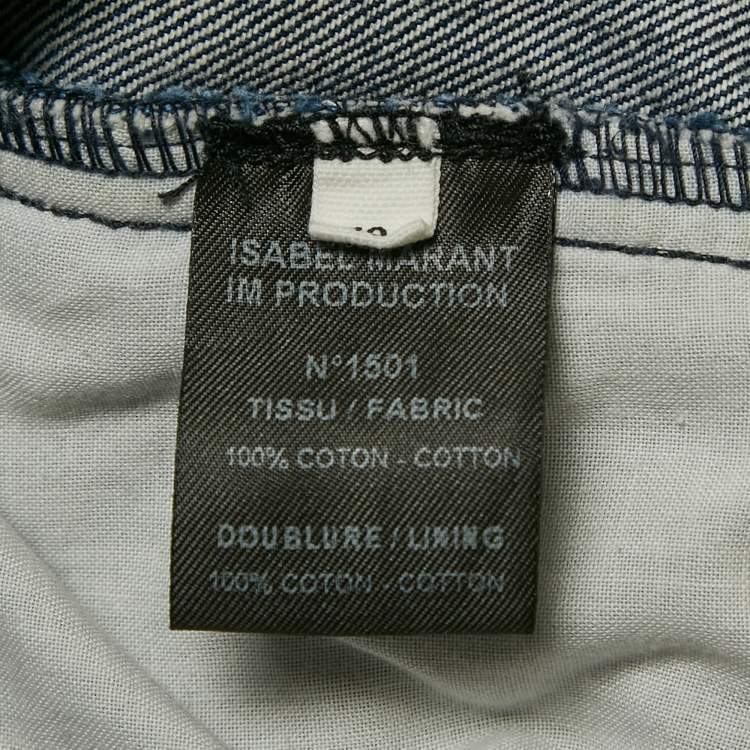 ISABEL MARANT
IM PRODUCTION
N°1501
TISSU / FABRIC
100% COTON - COTTON
DOUBLURE / LINING
100% COTON - COTTON